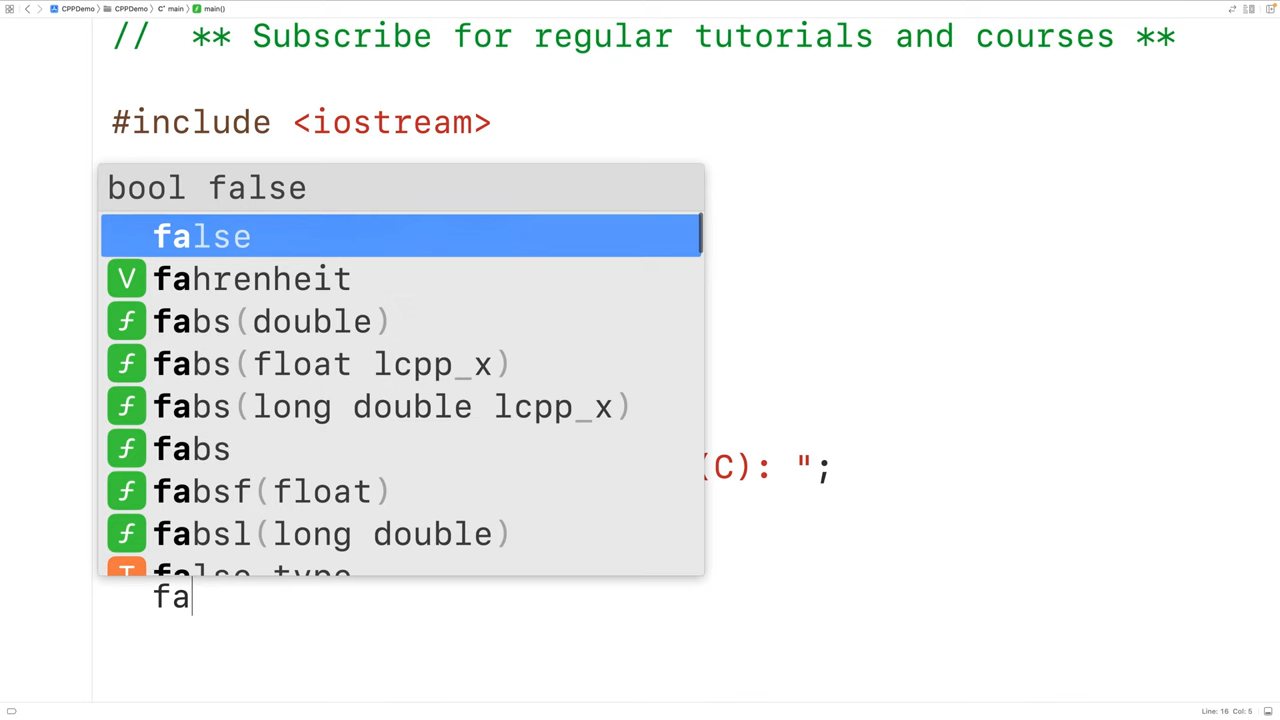 CPPDemo CPPDemo C+ main f main()
// ** Subscribe for regular tutorials and courses **
#include <iostream>
bool false
false
V fahrenheit
f fabs(double)
f fabs(float lcpp_x)
f fabs(long double lcpp_x)
f fabs
(C): ";
f fabsf(float)
f fabsl(long double)
T false_type
fa
Line: 16 Col: 5